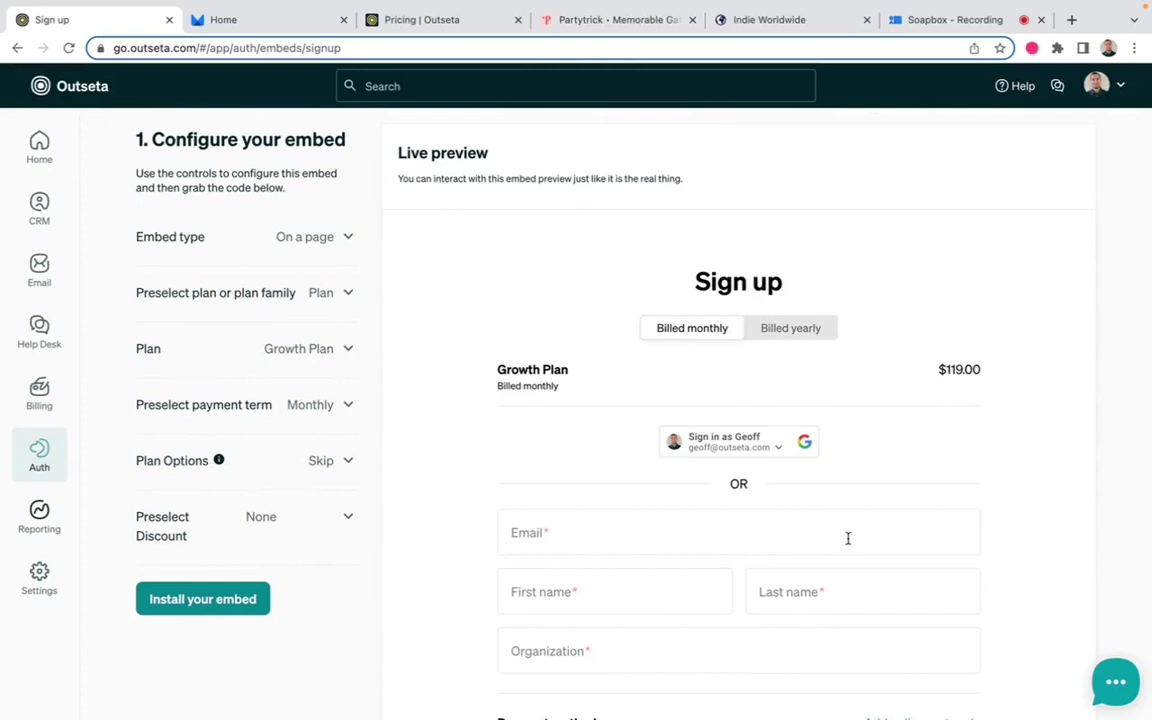 Sign up
Home
Pricing | Outseta
Partytrick • Memorable Ga
Indie Worldwide
Soapbox - Recording
go.outseta.com/#/app/auth/embeds/signup
Outseta
Search
Help
Home
CRM
Email
Help Desk
Billing
Auth
Reporting
Settings
1. Configure your embed
Use the controls to configure this embed
and then grab the code below.
Embed type On a page
Preselect plan or plan family Plan
Plan Growth Plan
Preselect payment term Monthly
Plan Options Skip
Preselect None
Discount
Install your embed
Live preview
You can interact with this embed preview just like it is the real thing.
Sign up
Billed monthly Billed yearly
Growth Plan $119.00
Billed monthly
Sign in as Geoff
geoff@outseta.com
OR
Email*
First name* Last name*
Organization*